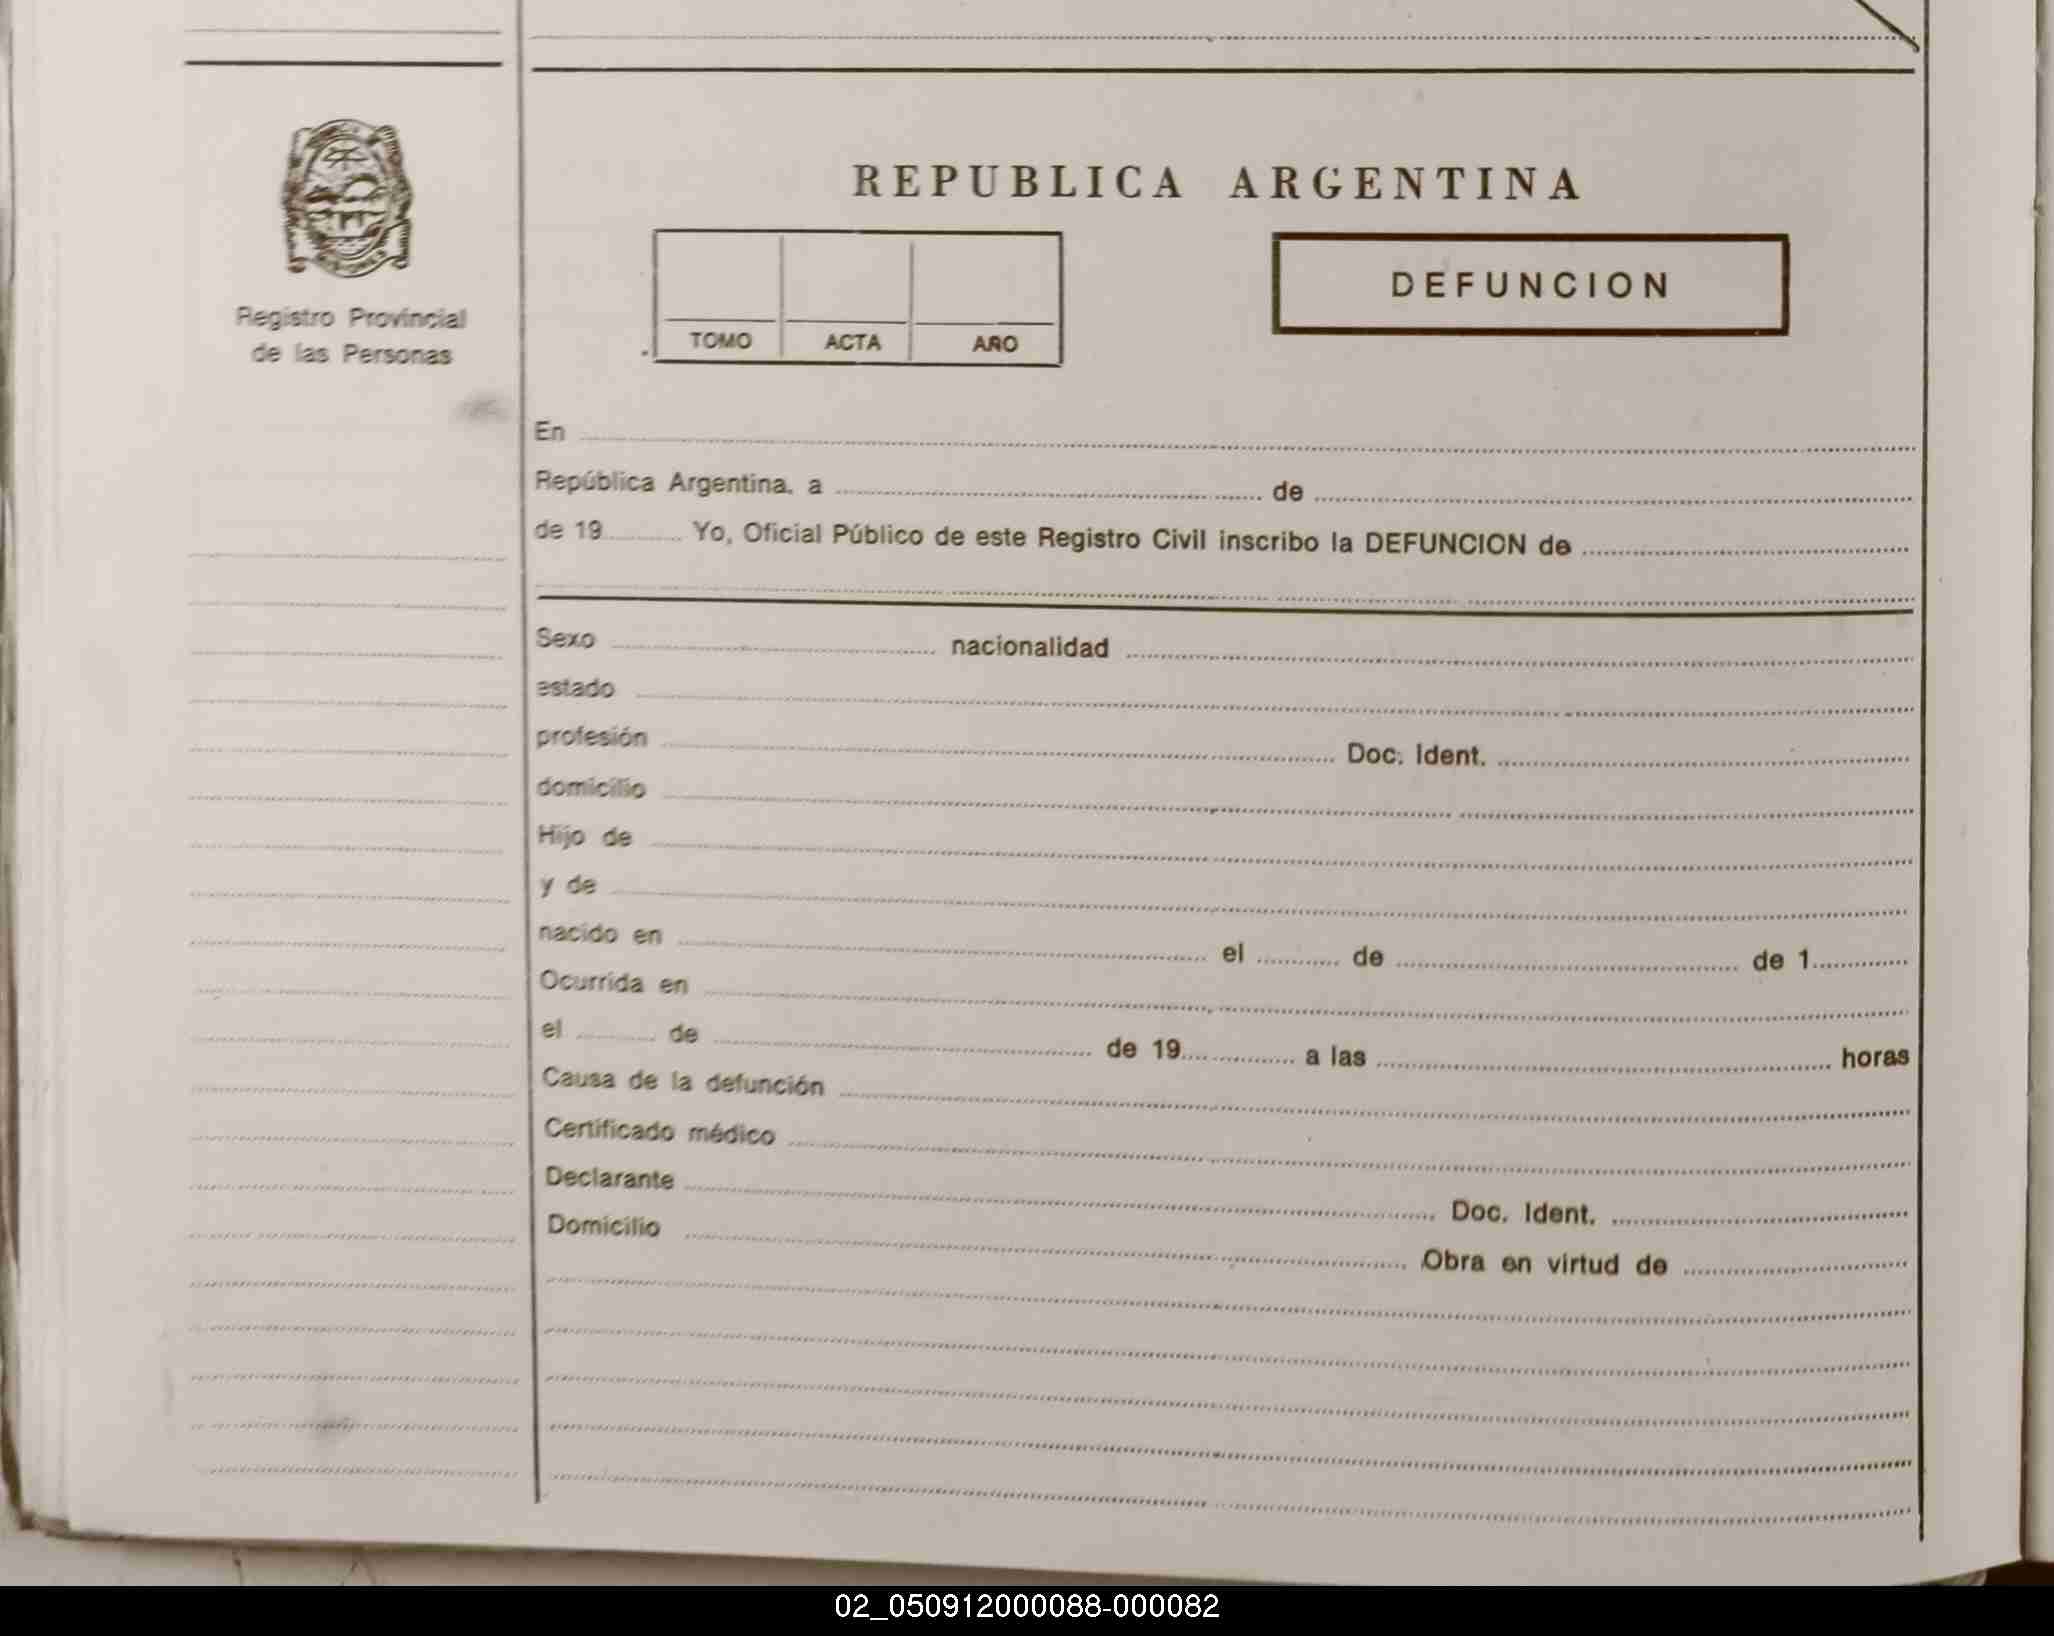 MISIONES
Registro Provincial
de las Personas
REPUBLICA ARGENTINA
TOMO ACTA AÑO
DEFUNCION
En
República Argentina, a de
de 19 Yo, Oficial Público de este Registro Civil inscribo la DEFUNCION de
Sexo nacionalidad
estado
profesión Doc. Ident.
domicilio
Hijo de
y de
nacido en el de de 1
Ocurrida en
el de de 19 a las horas
Causa de la defunción
Certificado médico
Declarante Doc. Ident.
Domicilio Obra en virtud de
02_050912000088-000082